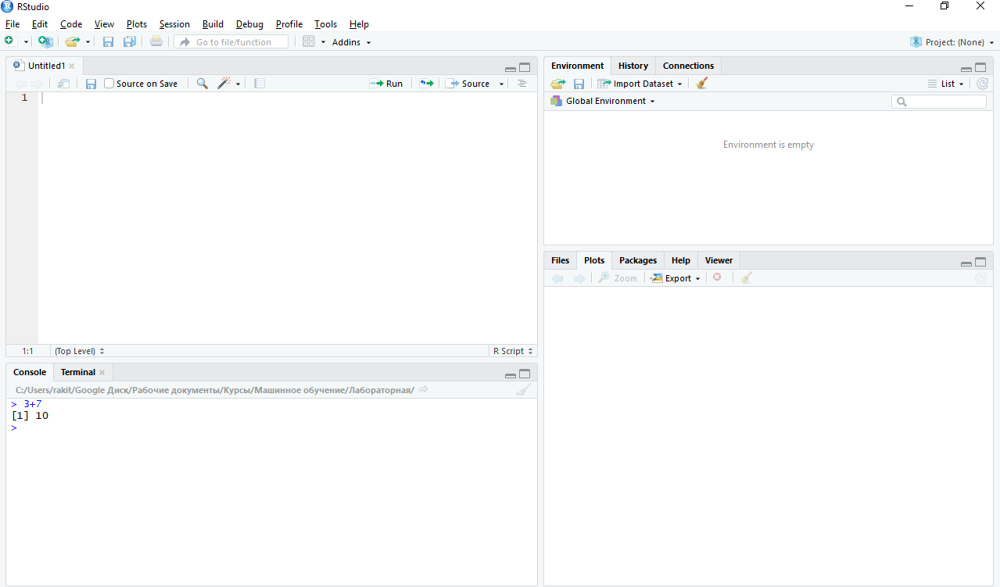 RStudio
File Edit Code View Plots Session Build Debug Profile Tools Help
Go to file/function Addins Project: (None)
Untitled1
Source on Save Run Source
1
1:1 (Top Level) R Script
Console Terminal
C:/Users/rakit/Google Диск/Рабочие документы/Курсы/Машинное обучение/Лабораторная/
> 3+7
[1] 10
>
Environment History Connections
Import Dataset List
Global Environment
Environment is empty
Files Plots Packages Help Viewer
Zoom Export